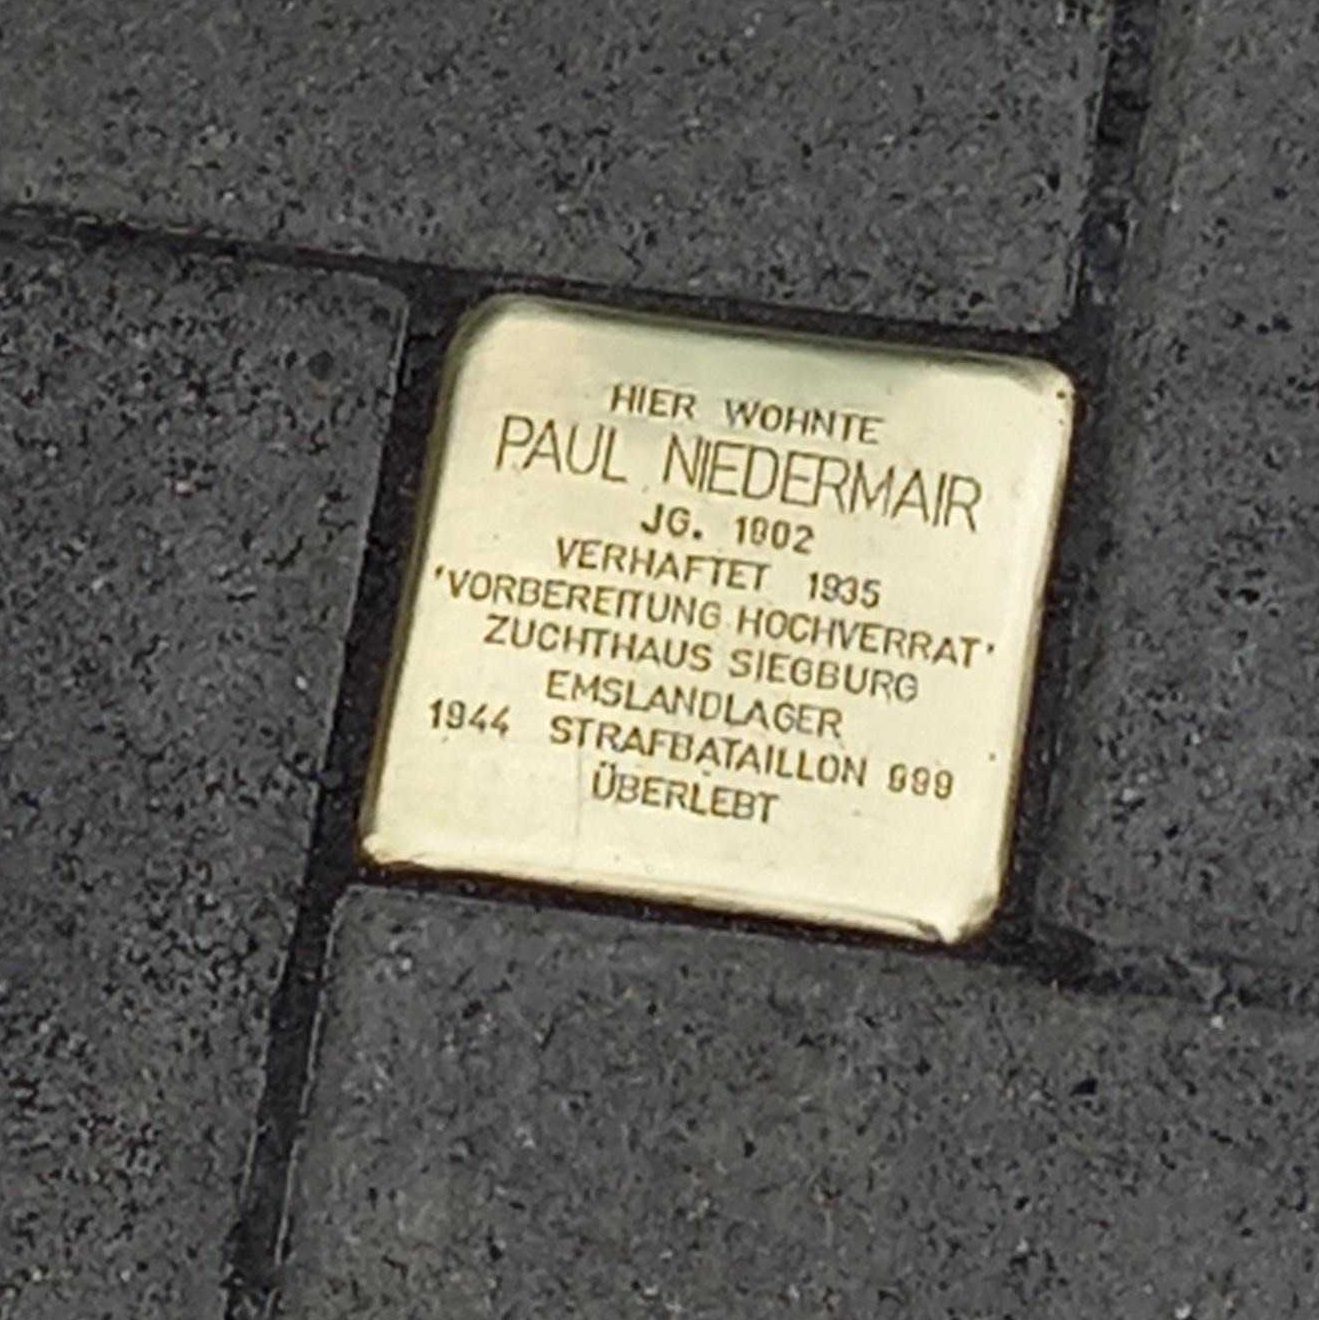 HIER WOHNTE
PAUL NIEDERMAIR
JG. 1902
VERHAFTET 1935
'VORBEREITUNG HOCHVERRAT'
ZUCHTHAUS SIEGBURG
EMSLANDLAGER
1944 STRAFBATAILLON 999
ÜBERLEBT